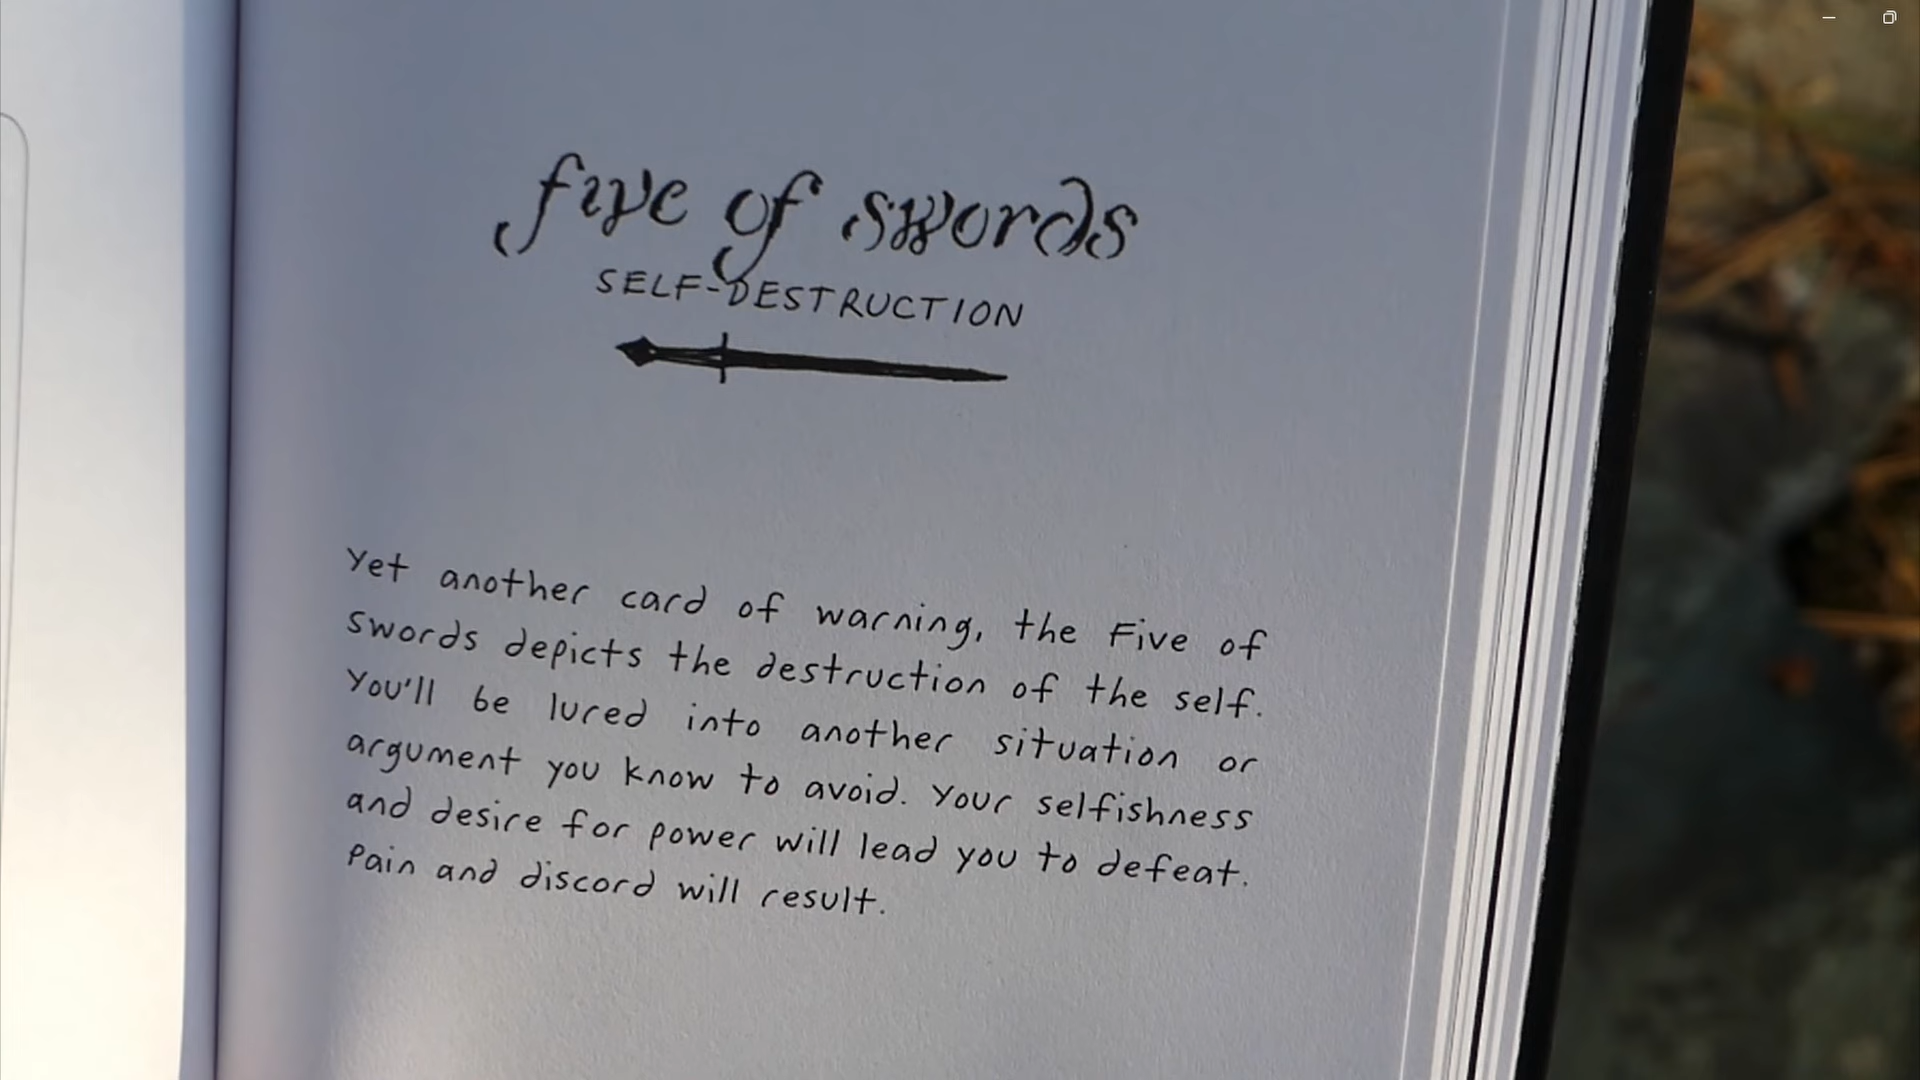 five of swords
SELF-DESTRUCTION
Yet another card of warning, the Five of
swords depicts the destruction of the self.
You'll be lured into another situation or
argument you know to avoid. Your selfishness
and desire for power will lead you to defeat.
Pain and discord will result.